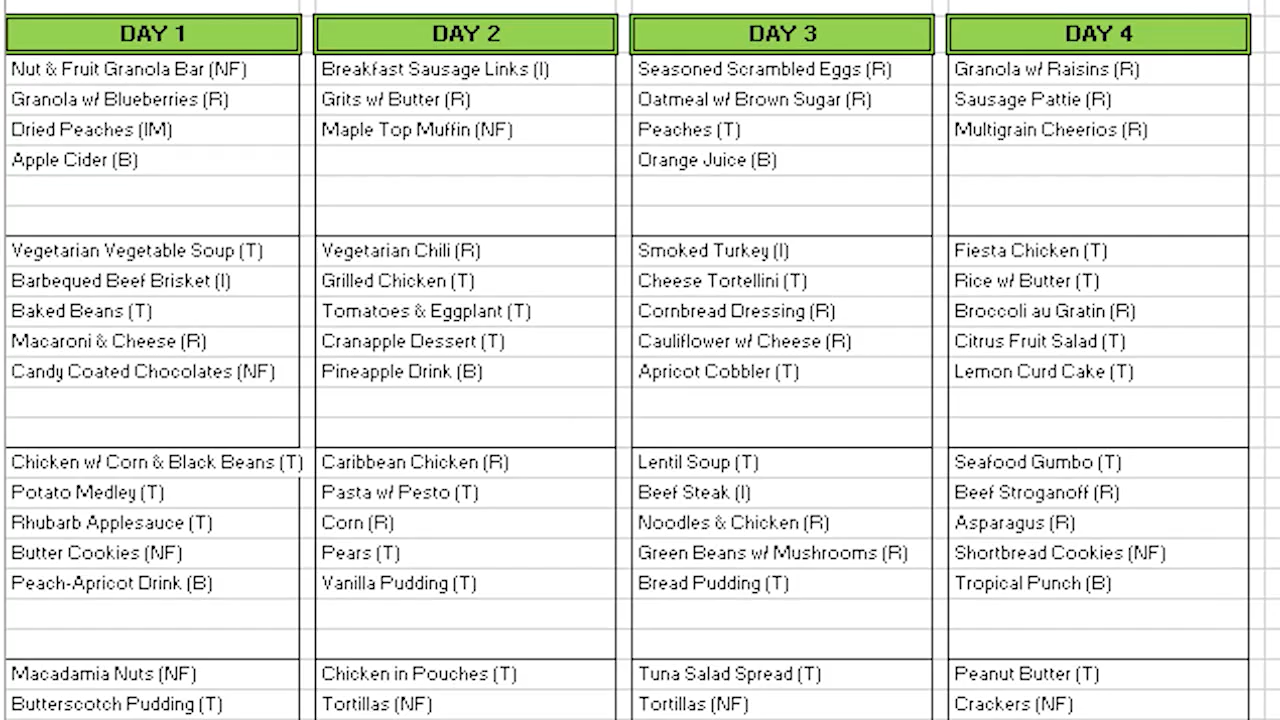 DAY 1 DAY 2 DAY 3 DAY 4
Nut & Fruit Granola Bar (NF) Breakfast Sausage Links (I) Seasoned Scrambled Eggs (R) Granola w/ Raisins (R)
Granola w/ Blueberries (R) Grits w/ Butter (R) Oatmeal w/ Brown Sugar (R) Sausage Pattie (R)
Dried Peaches (IM) Maple Top Muffin (NF) Peaches (T) Multigrain Cheerios (R)
Apple Cider (B) Orange Juice (B)
Vegetarian Vegetable Soup (T) Vegetarian Chili (R) Smoked Turkey (I) Fiesta Chicken (T)
Barbequed Beef Brisket (I) Grilled Chicken (T) Cheese Tortellini (T) Rice w/ Butter (T)
Baked Beans (T) Tomatoes & Eggplant (T) Cornbread Dressing (R) Broccoli au Gratin (R)
Macaroni & Cheese (R) Cranapple Dessert (T) Cauliflower w/ Cheese (R) Citrus Fruit Salad (T)
Candy Coated Chocolates (NF) Pineapple Drink (B) Apricot Cobbler (T) Lemon Curd Cake (T)
Chicken w/ Corn & Black Beans (T) Caribbean Chicken (R) Lentil Soup (T) Seafood Gumbo (T)
Potato Medley (T) Pasta w/ Pesto (T) Beef Steak (I) Beef Stroganoff (R)
Rhubarb Applesauce (T) Corn (R) Noodles & Chicken (R) Asparagus (R)
Butter Cookies (NF) Pears (T) Green Beans w/ Mushrooms (R) Shortbread Cookies (NF)
Peach-Apricot Drink (B) Vanilla Pudding (T) Bread Pudding (T) Tropical Punch (B)
Macadamia Nuts (NF) Chicken in Pouches (T) Tuna Salad Spread (T) Peanut Butter (T)
Butterscotch Pudding (T) Tortillas (NF) Tortillas (NF) Crackers (NF)